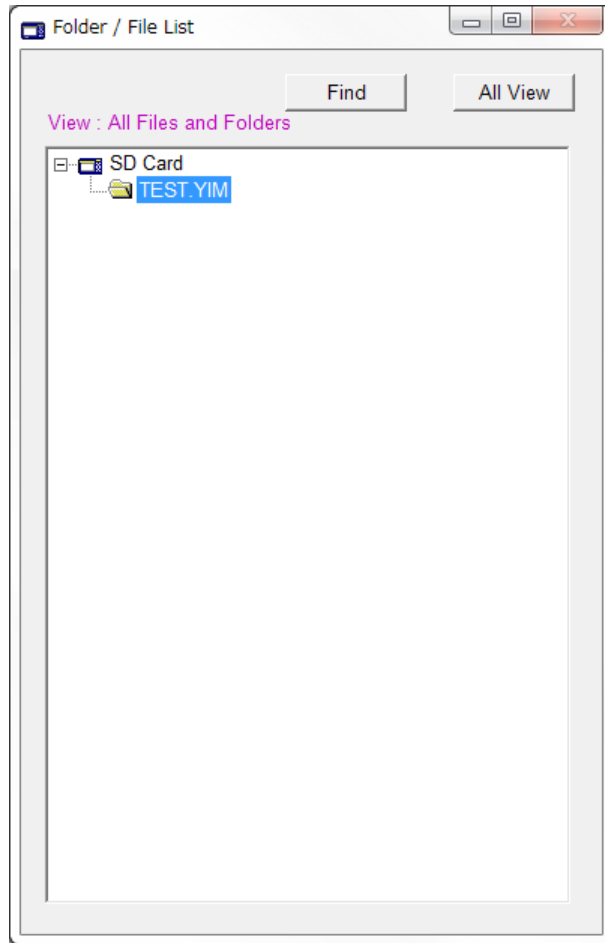 Folder / File List
Find All View
View : All Files and Folders
SD Card
TEST.YIM